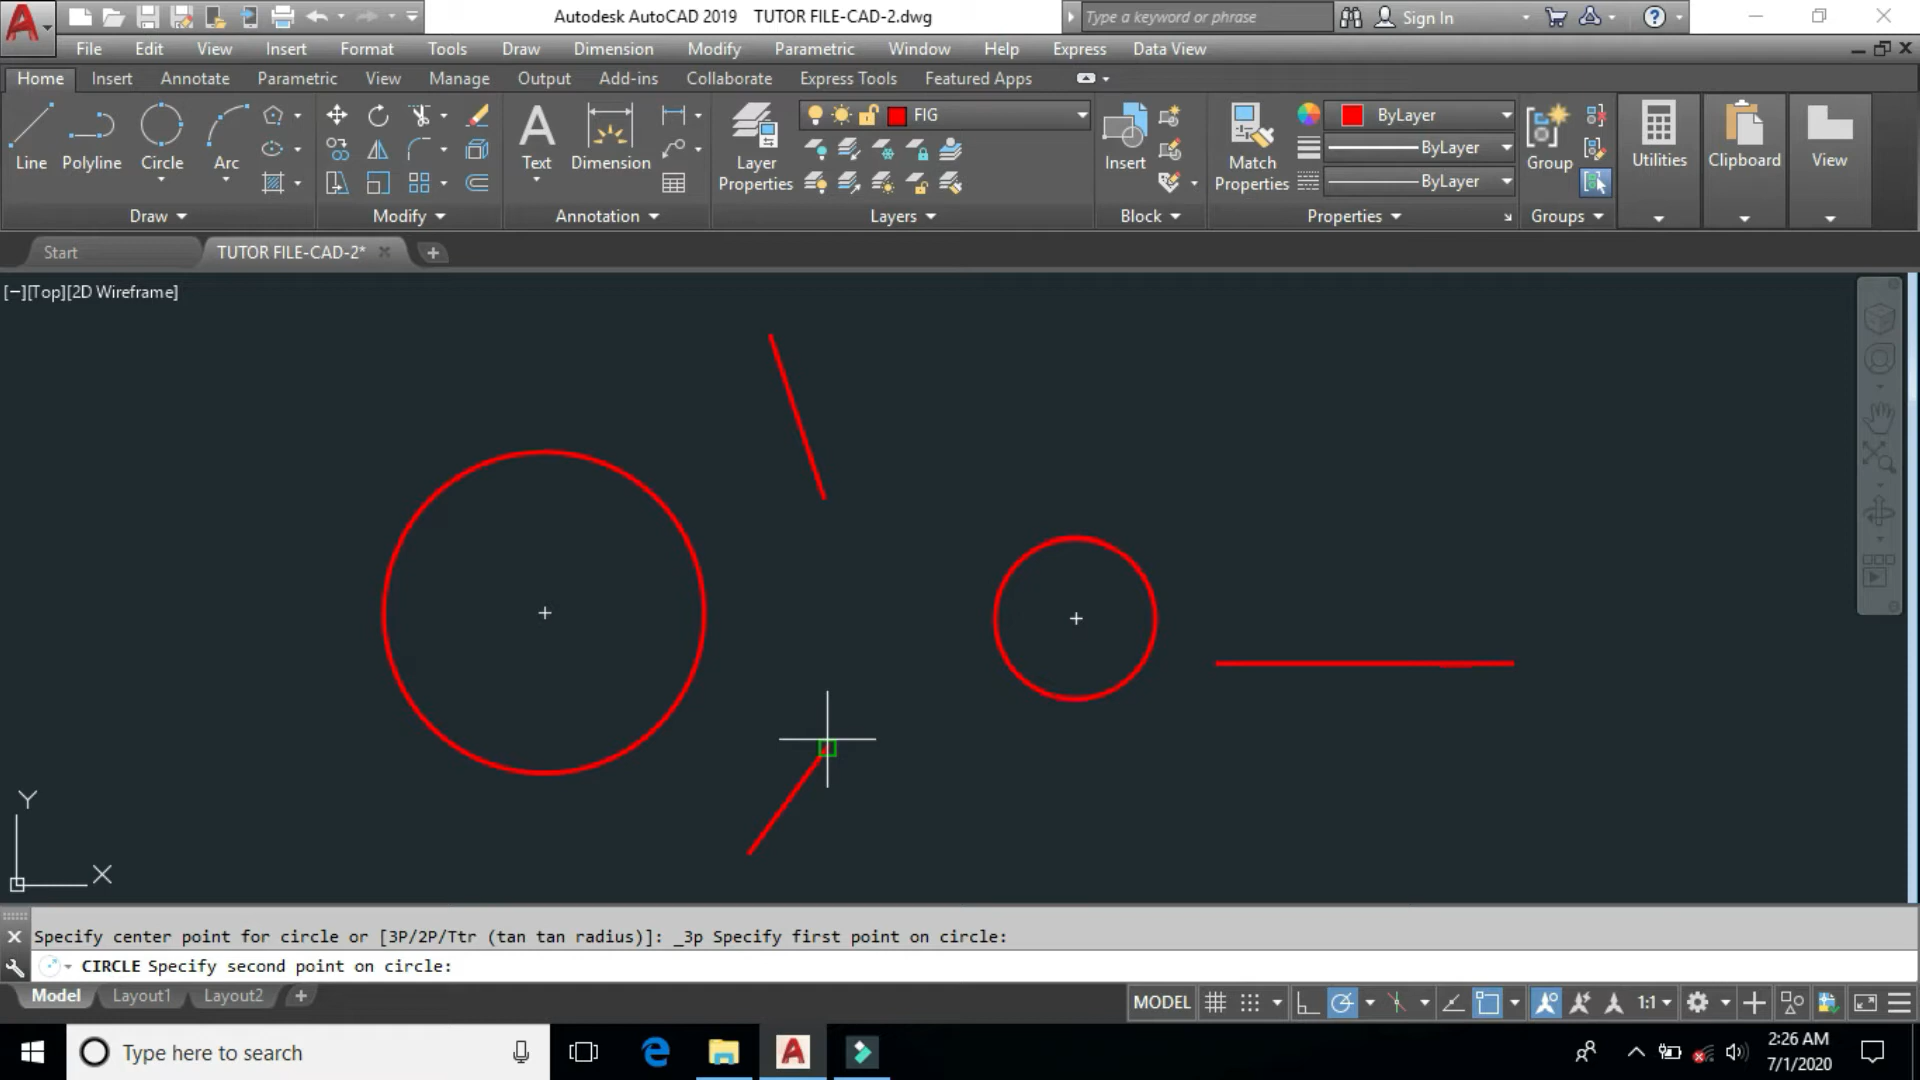 Autodesk AutoCAD 2019 TUTOR FILE-CAD-2.dwg
Type a keyword or phrase
Sign In
File Edit View Insert Format Tools Draw Dimension Modify Parametric Window Help Express Data View
Home Insert Annotate Parametric View Manage Output Add-ins Collaborate Express Tools Featured Apps
FIG
ByLayer
ByLayer
ByLayer
Line Polyline Circle Arc
Text Dimension
Layer Properties
Insert
Match Properties
Group
Utilities Clipboard View
Draw Modify Annotation Layers Block Properties Groups
Start TUTOR FILE-CAD-2*
[−][Top][2D Wireframe]
Y
X
Specify center point for circle or [3P/2P/Ttr (tan tan radius)]: _3p Specify first point on circle:
CIRCLE Specify second point on circle:
Model Layout1 Layout2
MODEL 1:1
Type here to search
2:26 AM
7/1/2020